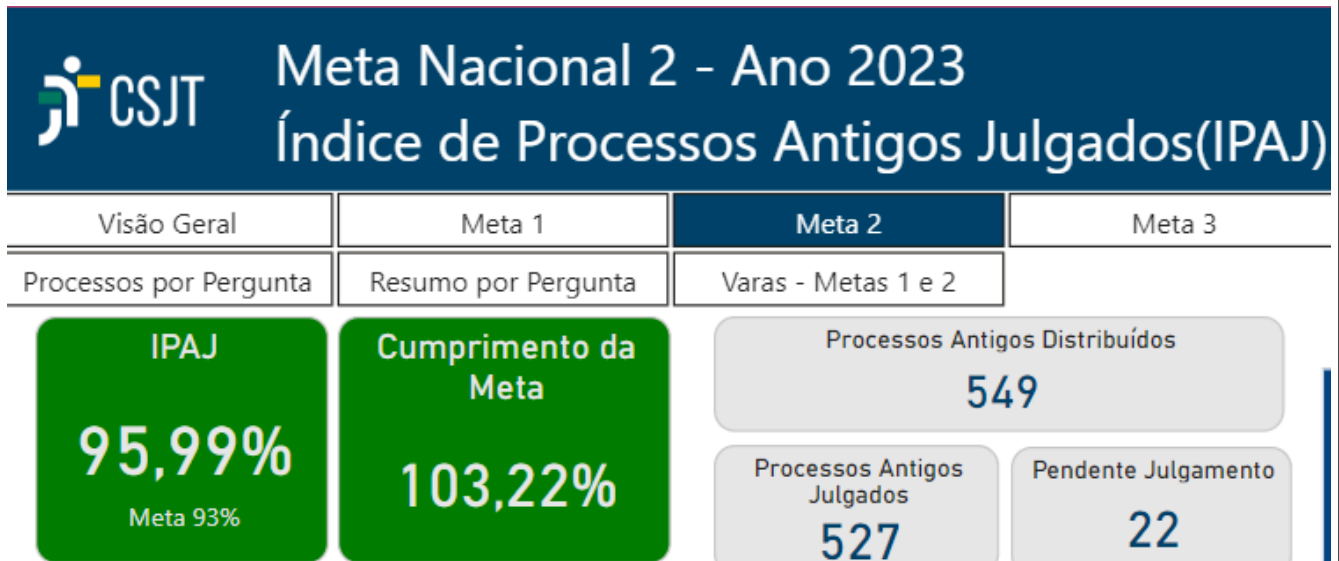 CSJT
Meta Nacional 2 - Ano 2023
Índice de Processos Antigos Julgados(IPAJ)
Visão Geral
Meta 1
Meta 2
Meta 3
Processos por Pergunta
Resumo por Pergunta
Varas - Metas 1 e 2
IPAJ
95,99%
Meta 93%
Cumprimento da
Meta
103,22%
Processos Antigos Distribuídos
549
Processos Antigos
Julgados
527
Pendente Julgamento
22